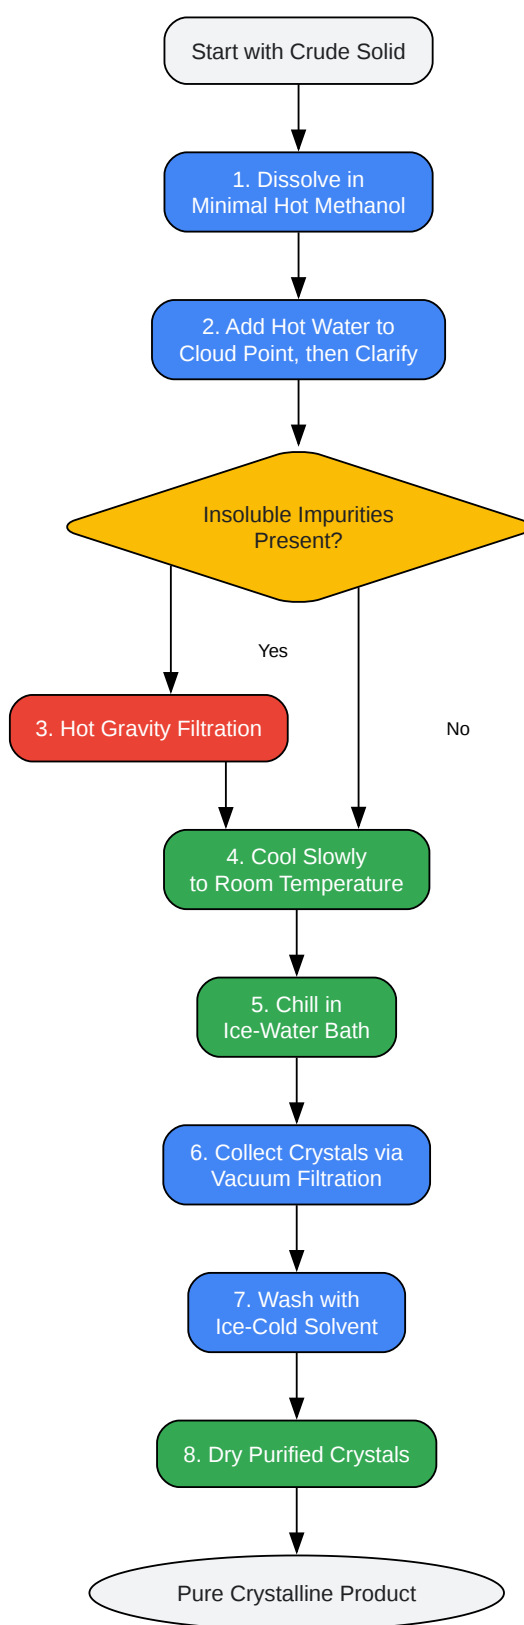 Start with Crude Solid
1. Dissolve in
Minimal Hot Methanol
2. Add Hot Water to
Cloud Point, then Clarify
Insoluble Impurities
Present?
Yes
3. Hot Gravity Filtration
No
4. Cool Slowly
to Room Temperature
5. Chill in
Ice-Water Bath
6. Collect Crystals via
Vacuum Filtration
7. Wash with
Ice-Cold Solvent
8. Dry Purified Crystals
Pure Crystalline Product